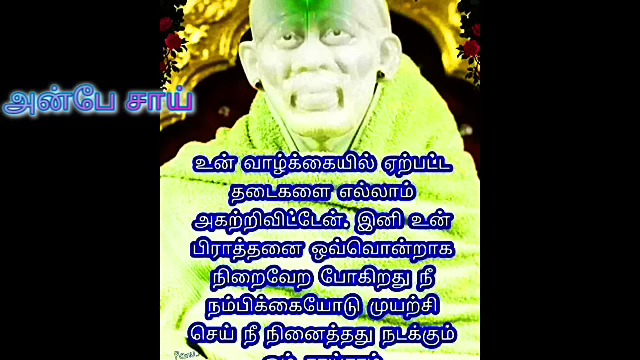 அன்பே சாய்
உன் வாழ்க்கையில் ஏற்பட்ட
தடைகளை எல்லாம்
அகற்றிவிட்டேன். இனி உன்
பிராத்தனை ஒவ்வொன்றாக
நிறைவேற போகிறது நீ
நம்பிக்கையோடு முயற்சி
செய் நீ நினைத்தது நடக்கும்